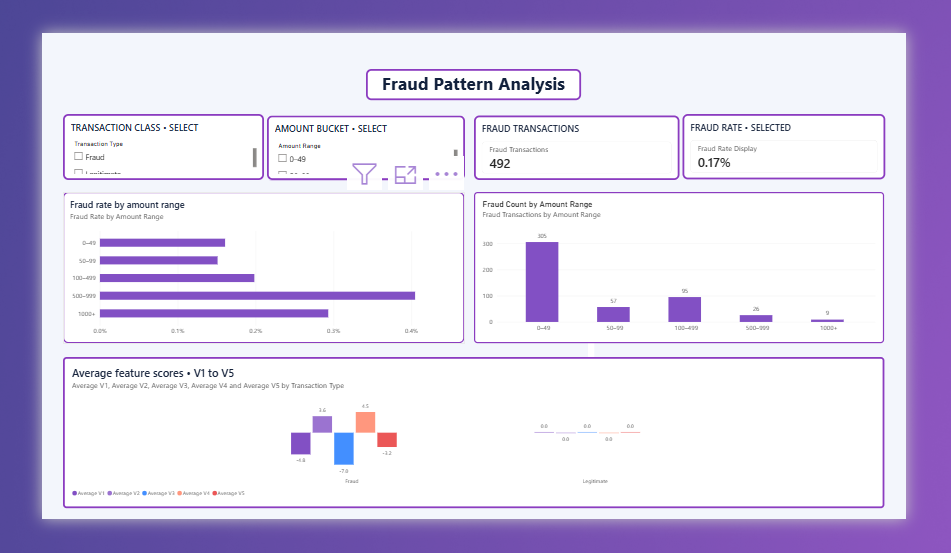 Fraud Pattern Analysis
TRANSACTION CLASS • SELECT
Transaction Type
Fraud
AMOUNT BUCKET • SELECT
Amount Range
0–49
FRAUD TRANSACTIONS
Fraud Transactions
492
FRAUD RATE • SELECTED
Fraud Rate Display
0.17%
Fraud rate by amount range
Fraud Rate by Amount Range
0–49
50–99
100–499
500–999
1000+
0.0% 0.1% 0.2% 0.3% 0.4%
Fraud Count by Amount Range
Fraud Transactions by Amount Range
300
200
100
0
305 57 95 26 9
0–49 50–99 100–499 500–999 1000+
Average feature scores • V1 to V5
Average V1, Average V2, Average V3, Average V4 and Average V5 by Transaction Type
-4.8 3.6 -7.0 4.5 -3.2
0.0 0.0 0.0 0.0 0.0
Fraud Legitimate
Average V1 Average V2 Average V3 Average V4 Average V5